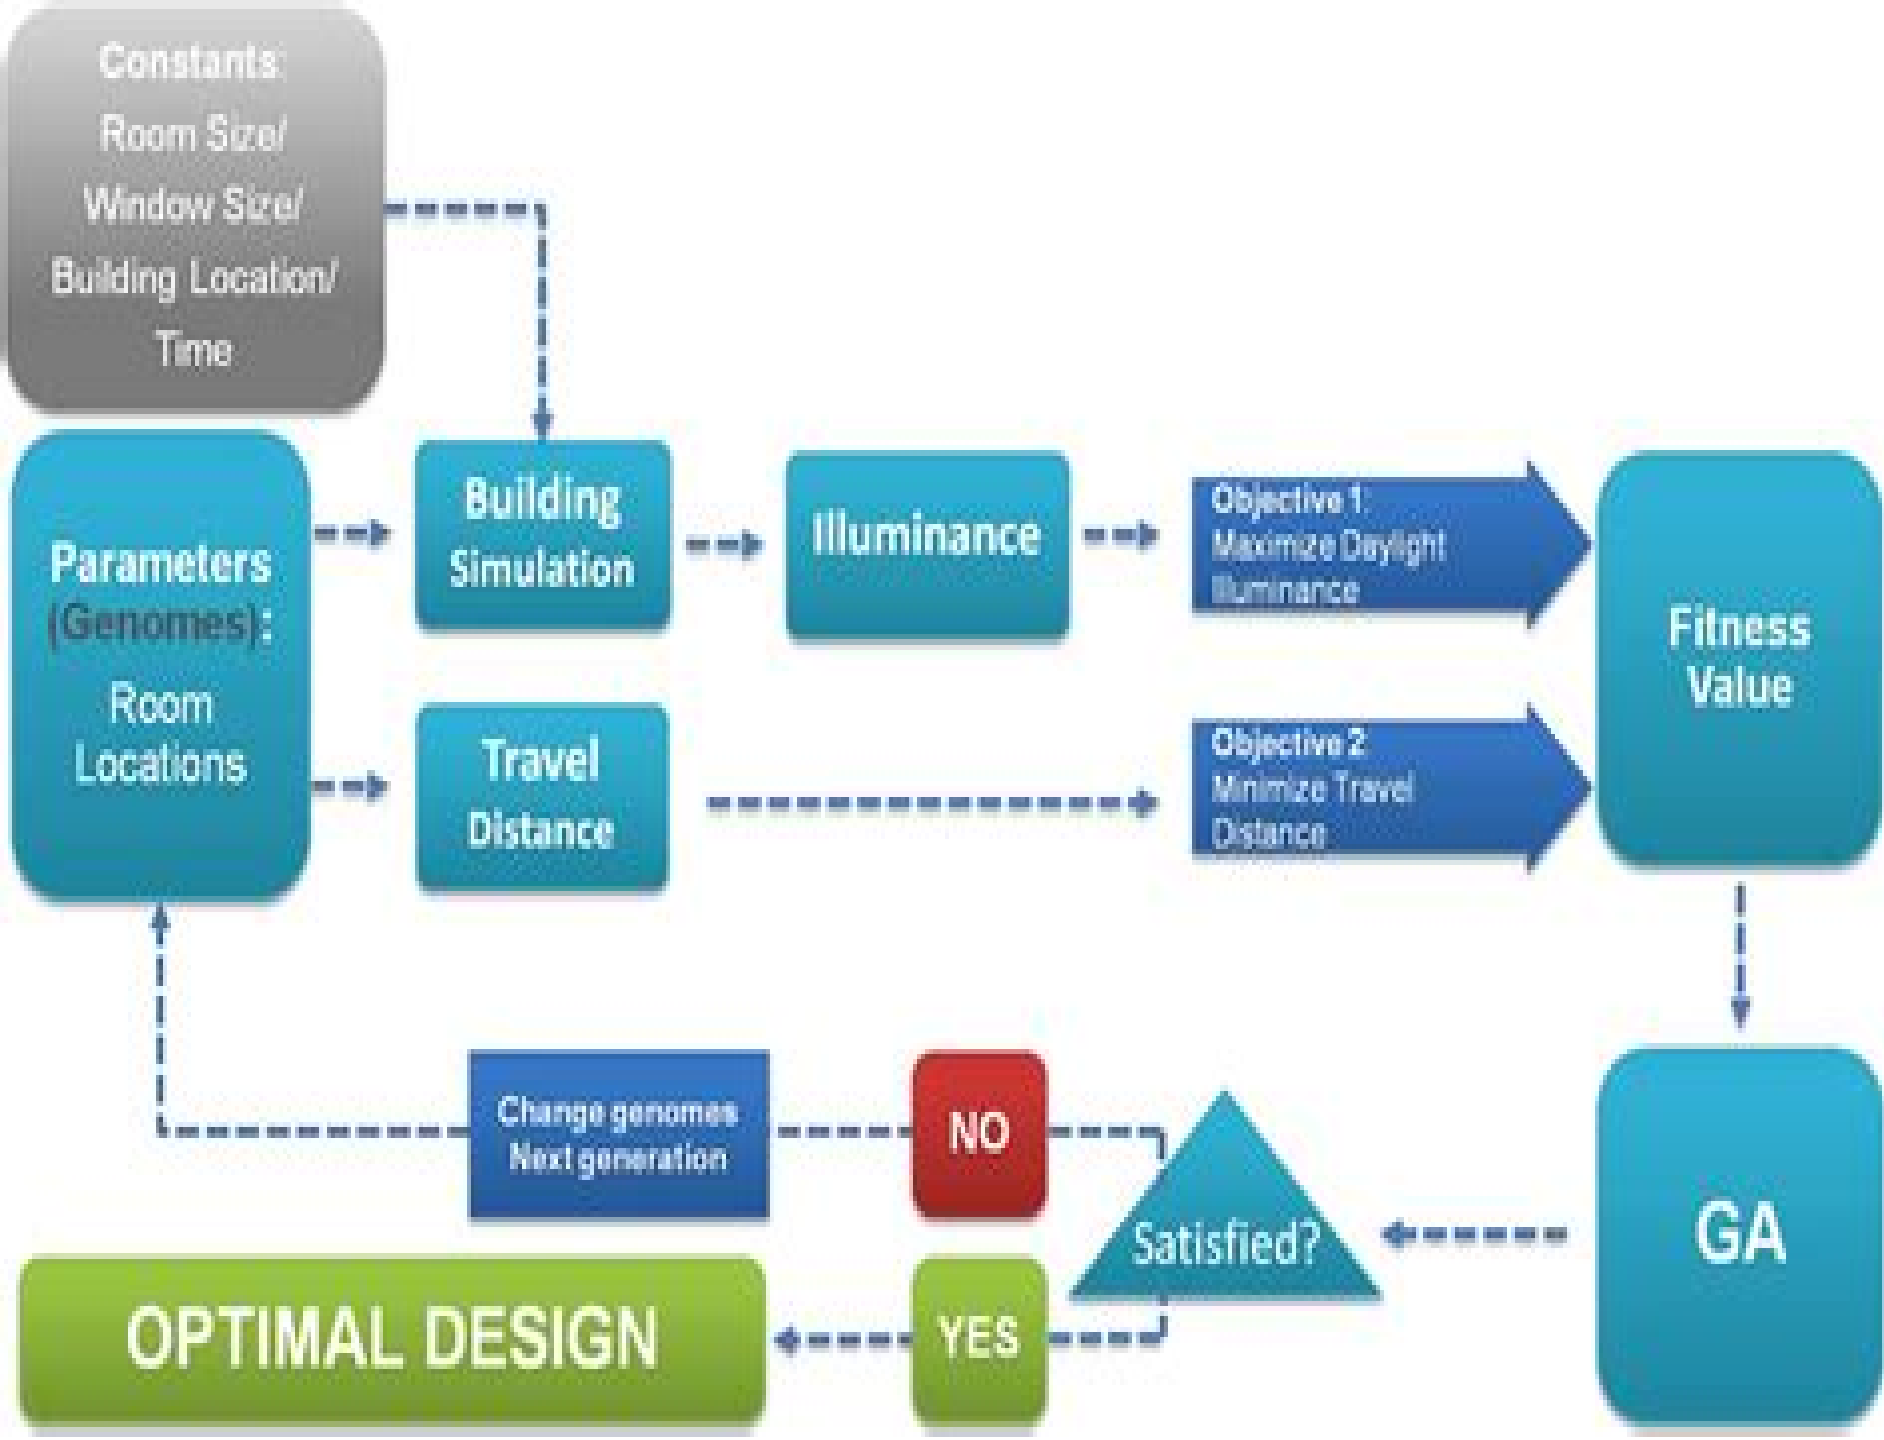 Constants:
Room Size/
Window Size/
Building Location/
Time
Parameters
(Genomes):
Room
Locations
Building
Simulation
Illuminance
Objective 1
Maximize Daylight
Illuminance
Travel
Distance
Objective 2
Minimize Travel
Distance
Fitness
Value
GA
Satisfied?
NO
Change genomes
Next generation
YES
OPTIMAL DESIGN